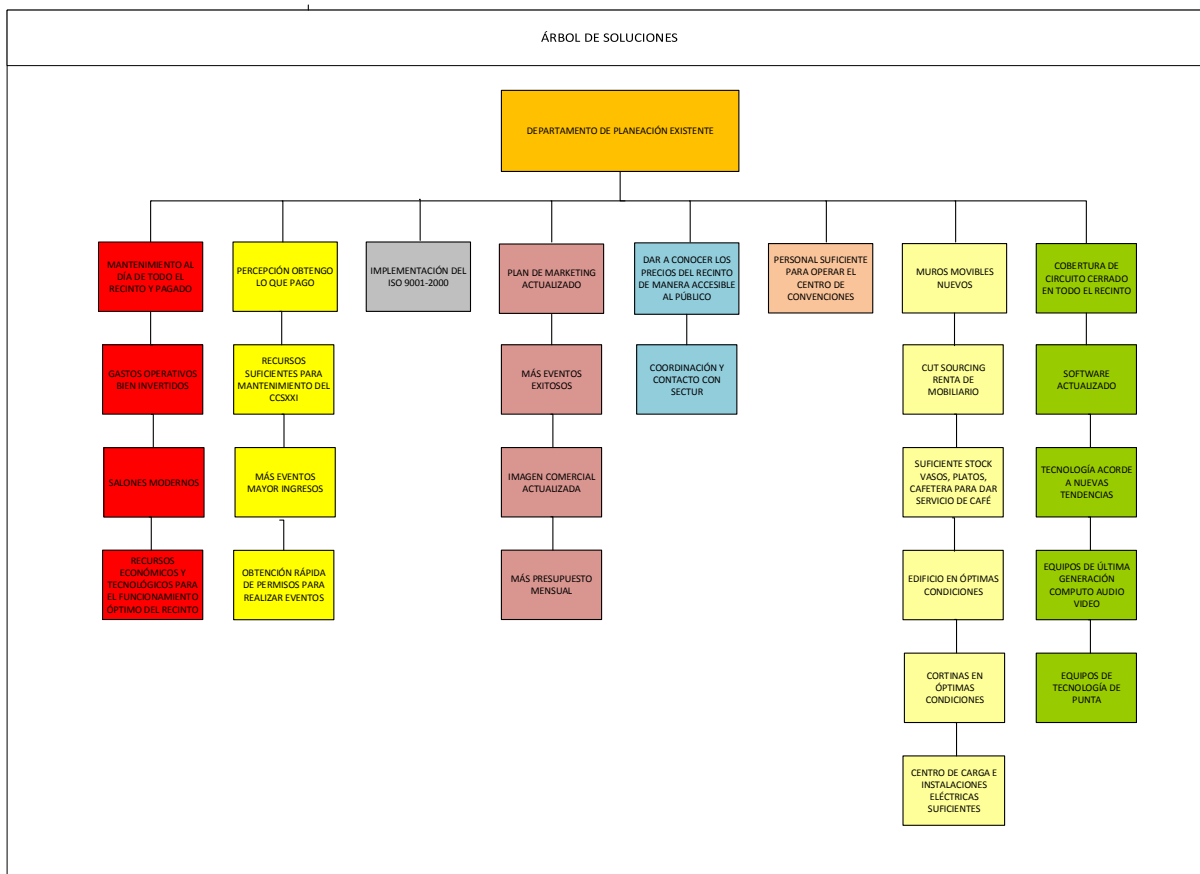 ÁRBOL DE SOLUCIONES
DEPARTAMENTO DE PLANEACIÓN EXISTENTE
MANTENIMIENTO AL
DÍA DE TODO EL
RECINTO Y PAGADO
GASTOS OPERATIVOS
BIEN INVERTIDOS
SALONES MODERNOS
RECURSOS
ECONÓMICOS Y
TECNOLÓGICOS PARA
EL FUNCIONAMIENTO
ÓPTIMO DEL RECINTO
PERCEPCIÓN OBTENGO
LO QUE PAGO
RECURSOS
SUFICIENTES PARA
MANTENIMIENTO DEL
CCSXXI
MÁS EVENTOS
MAYOR INGRESOS
OBTENCIÓN RÁPIDA
DE PERMISOS PARA
REALIZAR EVENTOS
IMPLEMENTACIÓN DEL
ISO 9001-2000
PLAN DE MARKETING
ACTUALIZADO
MÁS EVENTOS
EXITOSOS
IMAGEN COMERCIAL
ACTUALIZADA
MÁS PRESUPUESTO
MENSUAL
DAR A CONOCER LOS
PRECIOS DEL RECINTO
DE MANERA ACCESIBLE
AL PÚBLICO
COORDINACIÓN Y
CONTACTO CON
SECTUR
PERSONAL SUFICIENTE
PARA OPERAR EL
CENTRO DE
CONVENCIONES
MUROS MOVIBLES
NUEVOS
CUT SOURCING
RENTA DE
MOBILIARIO
SUFICIENTE STOCK
VASOS, PLATOS,
CAFETERA PARA DAR
SERVICIO DE CAFÉ
EDIFICIO EN ÓPTIMAS
CONDICIONES
CORTINAS EN
ÓPTIMAS
CONDICIONES
CENTRO DE CARGA E
INSTALACIONES
ELÉCTRICAS
SUFICIENTES
COBERTURA DE
CIRCUITO CERRADO
EN TODO EL RECINTO
SOFTWARE
ACTUALIZADO
TECNOLOGÍA ACORDE
A NUEVAS
TENDENCIAS
EQUIPOS DE ÚLTIMA
GENERACIÓN
COMPUTO AUDIO
VIDEO
EQUIPOS DE
TECNOLOGÍA DE
PUNTA